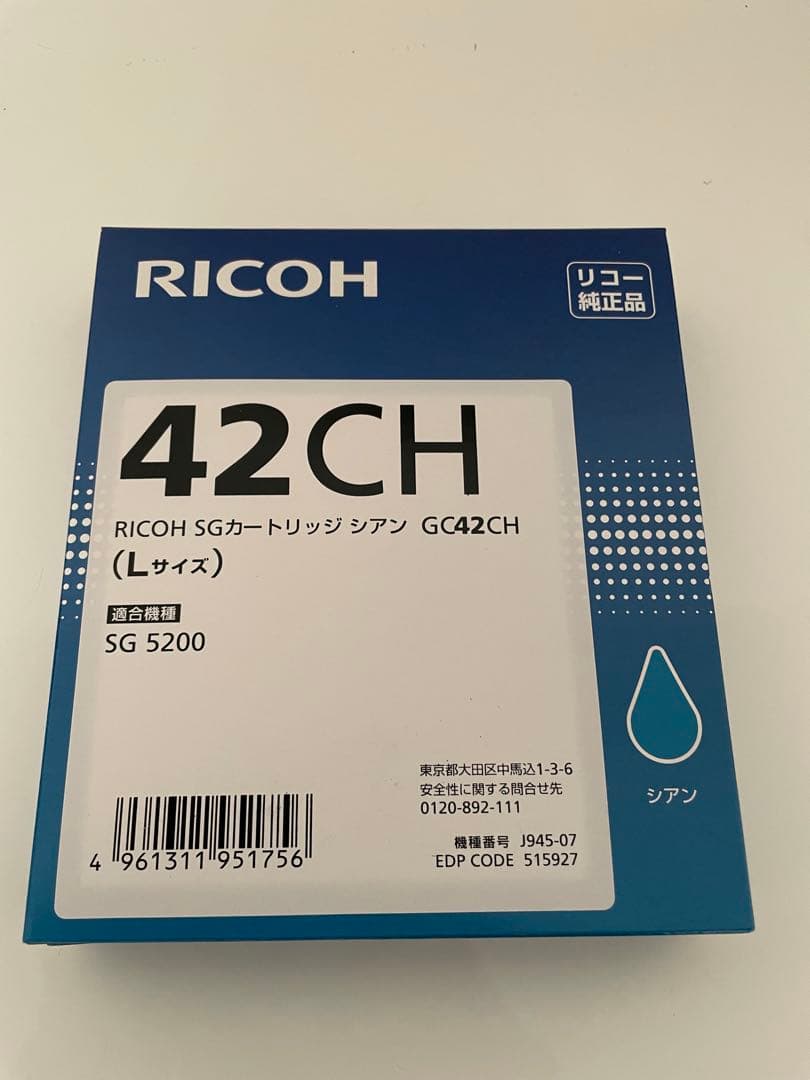 RICOH
リコー
純正品
42CH
RICOH SGカートリッジ シアン GC42CH
(Lサイズ)
適合機種
SG 5200
シアン
東京都大田区中馬込1-3-6
安全性に関する問合せ先
0120-892-111
機種番号 J945-07
EDP CODE 515927
4 961311 951756